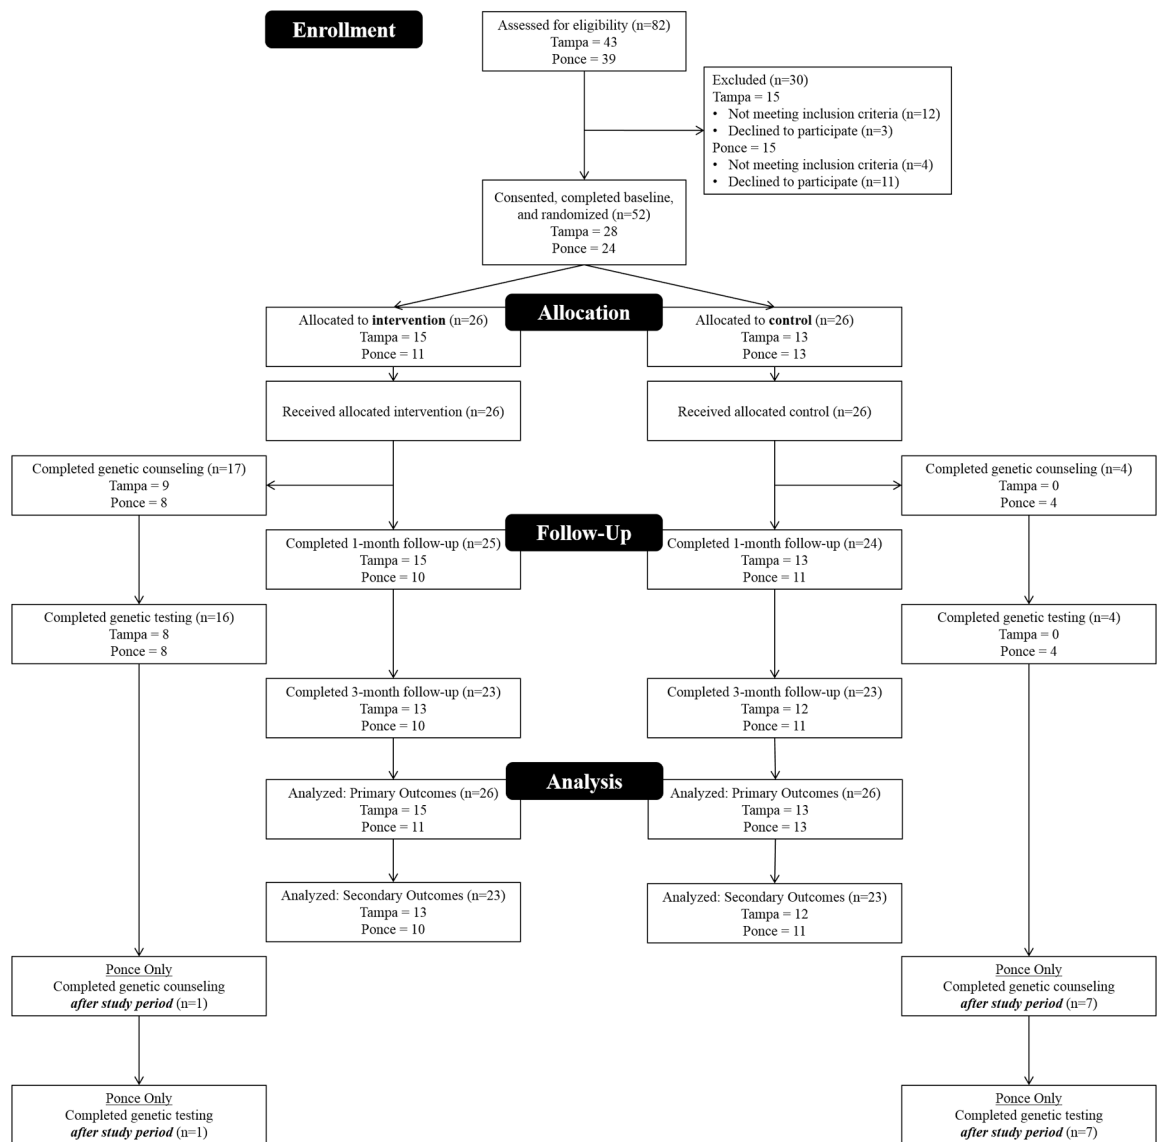 Enrollment
Assessed for eligibility (n=82)
Tampa = 43
Ponce = 39
Excluded (n=30)
Tampa = 15
• Not meeting inclusion criteria (n=12)
• Declined to participate (n=3)
Ponce = 15
• Not meeting inclusion criteria (n=4)
• Declined to participate (n=11)
Consented, completed baseline,
and randomized (n=52)
Tampa = 28
Ponce = 24
Allocation
Allocated to intervention (n=26)
Tampa = 15
Ponce = 11
Allocated to control (n=26)
Tampa = 13
Ponce = 13
Received allocated intervention (n=26)
Received allocated control (n=26)
Completed genetic counseling (n=17)
Tampa = 9
Ponce = 8
Completed genetic counseling (n=4)
Tampa = 0
Ponce = 4
Follow-Up
Completed 1-month follow-up (n=25)
Tampa = 15
Ponce = 10
Completed 1-month follow-up (n=24)
Tampa = 13
Ponce = 11
Completed genetic testing (n=16)
Tampa = 8
Ponce = 8
Completed genetic testing (n=4)
Tampa = 0
Ponce = 4
Completed 3-month follow-up (n=23)
Tampa = 13
Ponce = 10
Completed 3-month follow-up (n=23)
Tampa = 12
Ponce = 11
Analysis
Analyzed: Primary Outcomes (n=26)
Tampa = 15
Ponce = 11
Analyzed: Primary Outcomes (n=26)
Tampa = 13
Ponce = 13
Analyzed: Secondary Outcomes (n=23)
Tampa = 13
Ponce = 10
Analyzed: Secondary Outcomes (n=23)
Tampa = 12
Ponce = 11
Ponce Only
Completed genetic counseling
after study period (n=1)
Ponce Only
Completed genetic counseling
after study period (n=7)
Ponce Only
Completed genetic testing
after study period (n=1)
Ponce Only
Completed genetic testing
after study period (n=7)